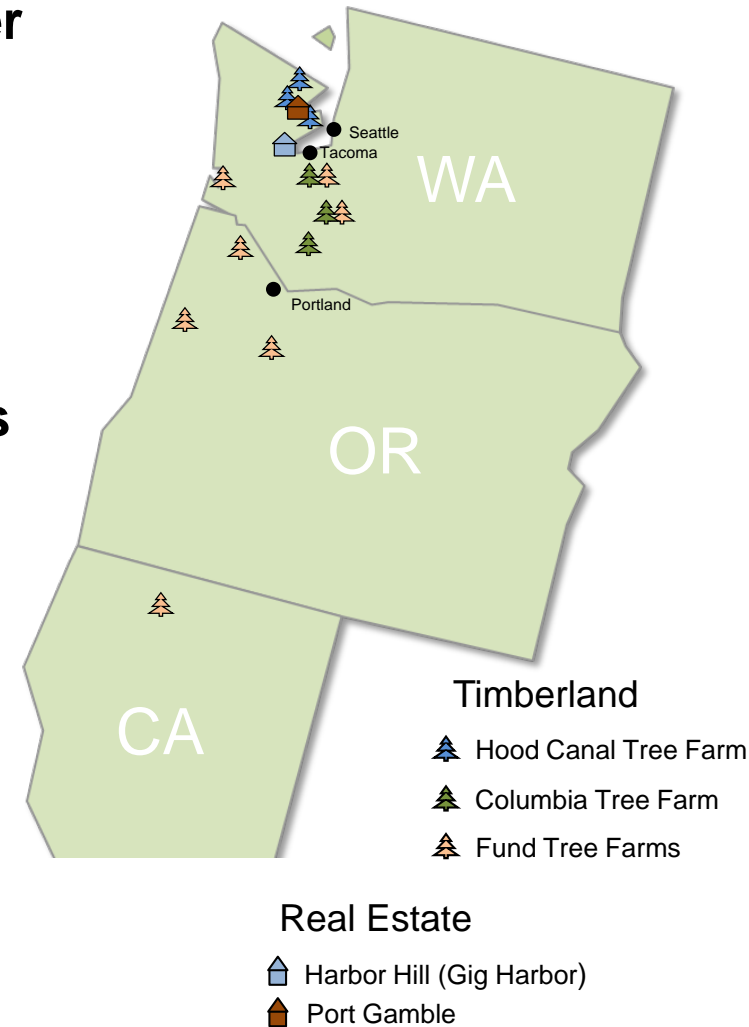 er
Seattle
Tacoma
WA
Portland
s
OR
CA
Timberland
Hood Canal Tree Farm
Columbia Tree Farm
Fund Tree Farms
Real Estate
Harbor Hill (Gig Harbor)
Port Gamble